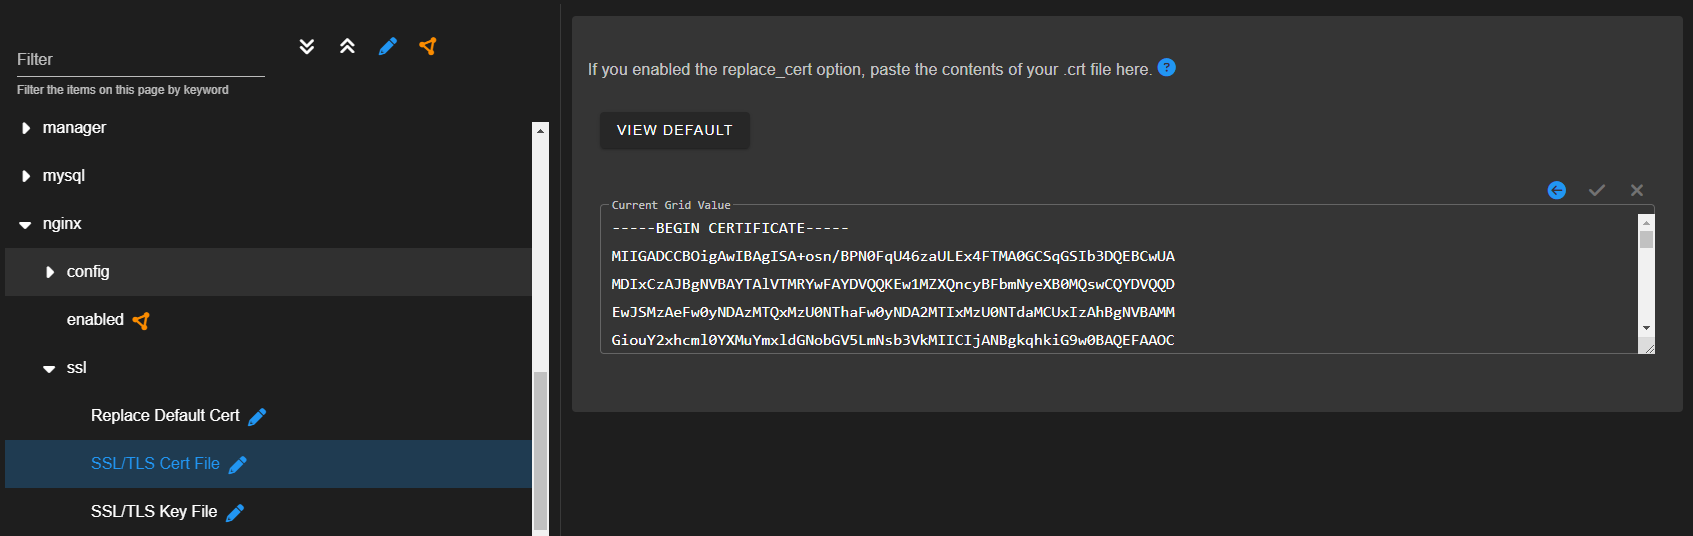 Filter
Filter the items on this page by keyword
manager
mysql
nginx
config
enabled
ssl
Replace Default Cert
SSL/TLS Cert File
SSL/TLS Key File
If you enabled the replace_cert option, paste the contents of your .crt file here. ?
VIEW DEFAULT
Current Grid Value
-----BEGIN CERTIFICATE-----
MIIGADCCBOigAwIBAgISA+osn/BPN0FqU46zaULEx4FTMA0GCSqGSIb3DQEBCwUA
MDIxCzAJBgNVBAYTAlVTMRYwFAYDVQQKEw1MZXQncyBFbmNyeXB0MQswCQYDVQQD
EwJSMzAeFw0yNDAzMTQxMzU0NThaFw0yNDA2MTIxMzU0NTdaMCUxIzAhBgNVBAMM
GiouY2xhcml0YXMuYmxldGNobGV5LmNsb3VkMIICIjANBgkqhkiG9w0BAQEFAAOC